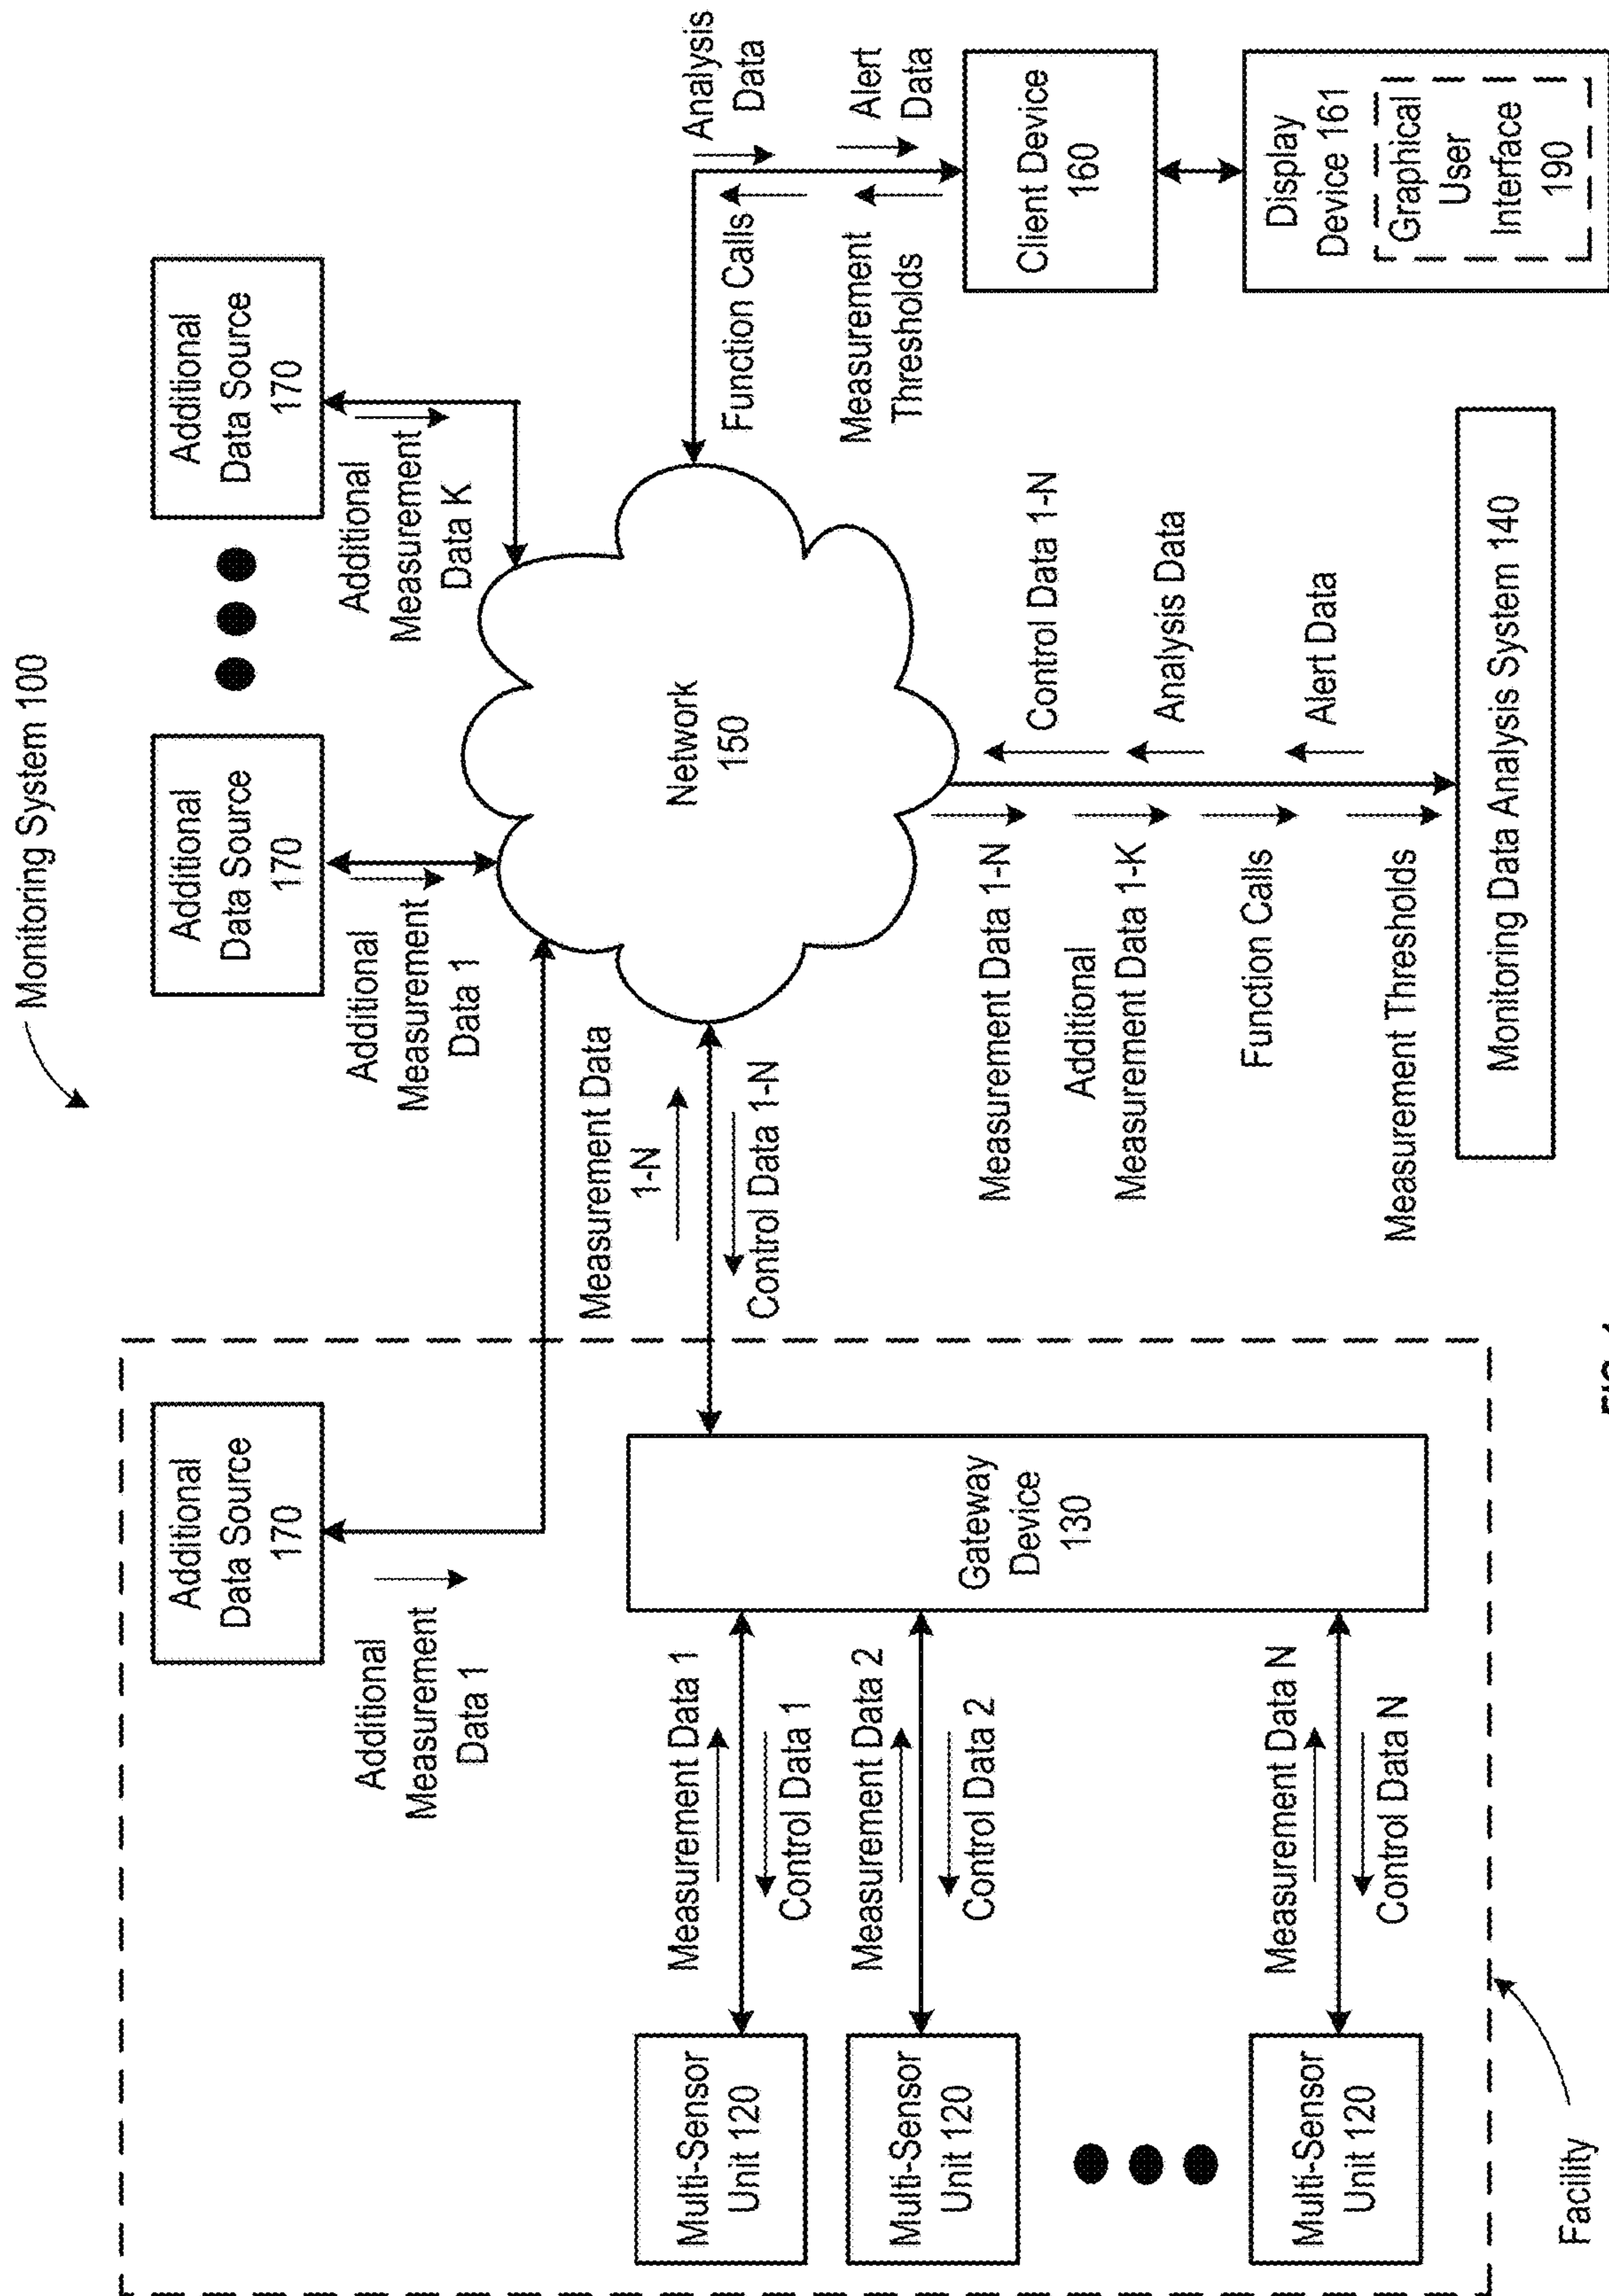 Monitoring System 100
Additional
Data Source
170
Additional
Measurement
Data 1
Additional
Data Source
170
Additional
Measurement
Data 1
Additional
Data Source
170
Additional
Measurement
Data K
Multi-Sensor
Unit 120
Measurement Data 1
Control Data 1
Multi-Sensor
Unit 120
Measurement Data 2
Control Data 2
Multi-Sensor
Unit 120
Measurement Data N
Control Data N
Gateway
Device
130
Measurement Data
1-N
Control Data 1-N
Network
150
Function Calls
Analysis
Data
Measurement
Thresholds
Alert
Data
Client Device
160
Display
Device 161
Graphical
User
Interface
190
Measurement Data 1-N
Control Data 1-N
Additional
Measurement Data 1-K
Analysis Data
Function Calls
Alert Data
Measurement Thresholds
Monitoring Data Analysis System 140
Facility